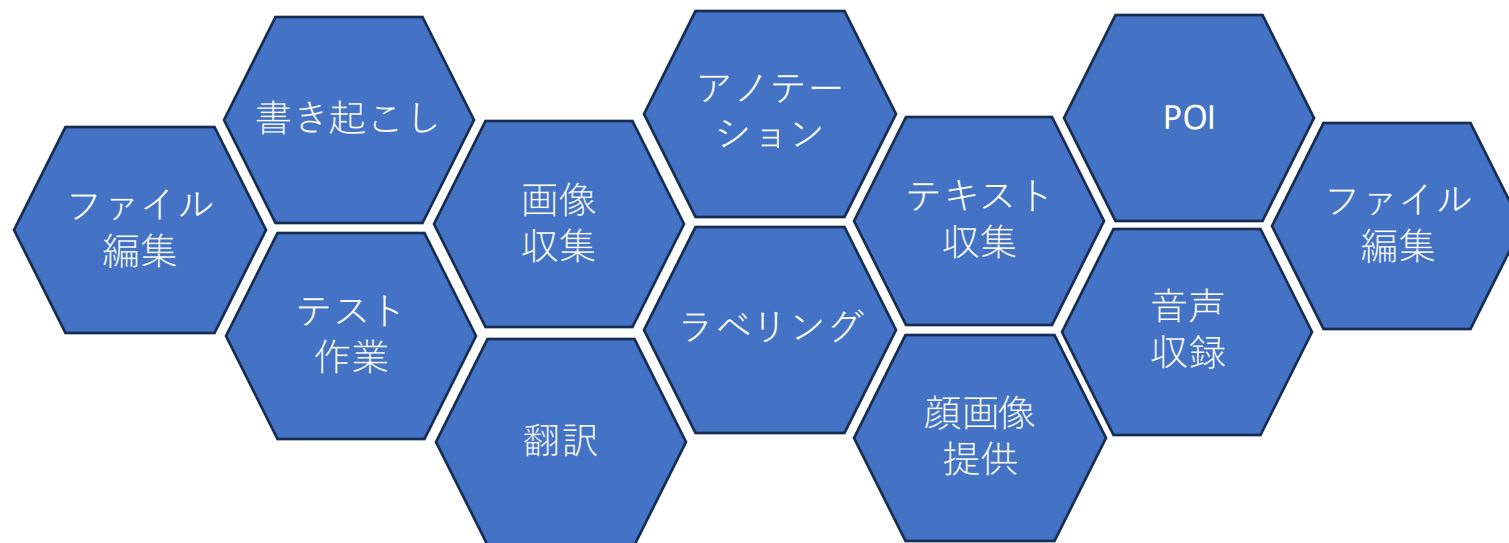 書き起こし
アノテー
ション
POI
ファイル
編集
画像
収集
テキスト
収集
ファイル
編集
テスト
作業
ラベリング
音声
収録
翻訳
顔画像
提供